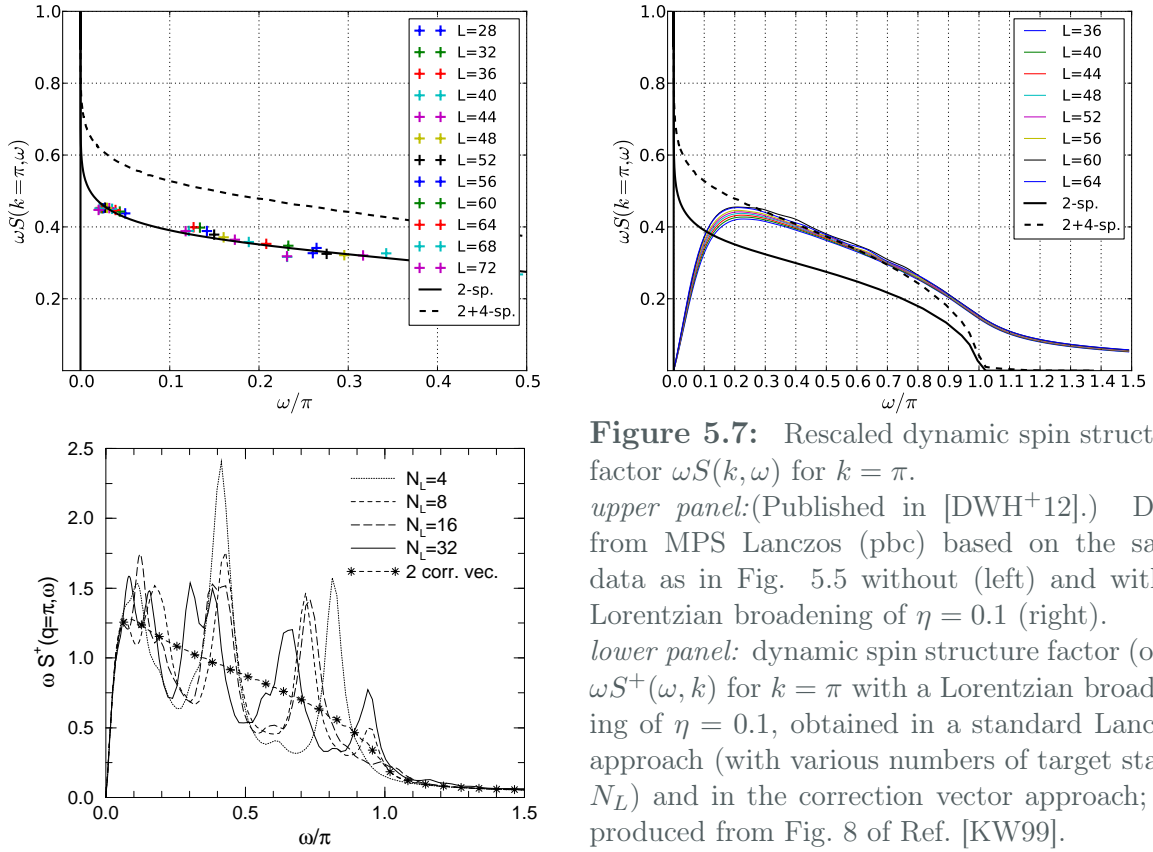 1.0
0.8
0.6
0.4
0.2
ωS(k=π,ω)
0.0 0.1 0.2 0.3 0.4 0.5
ω/π
L=28
L=32
L=36
L=40
L=44
L=48
L=52
L=56
L=60
L=64
L=68
L=72
2-sp.
2+4-sp.
1.0
0.8
0.6
0.4
0.2
ωS(k=π,ω)
0.0 0.1 0.2 0.3 0.4 0.5 0.6 0.7 0.8 0.9 1.0 1.1 1.2 1.3 1.4 1.5
ω/π
L=36
L=40
L=44
L=48
L=52
L=56
L=60
L=64
2-sp.
2+4-sp.
2.5
2.0
1.5
1.0
0.5
0.0
ω S⁺(q=π,ω)
0.0 0.5 1.0 1.5
ω/π
N_L=4
N_L=8
N_L=16
N_L=32
2 corr. vec.
Figure 5.7: Rescaled dynamic spin struct
factor ωS(k, ω) for k = π.
upper panel:(Published in [DWH⁺12].) D
from MPS Lanczos (pbc) based on the sa
data as in Fig. 5.5 without (left) and with
Lorentzian broadening of η = 0.1 (right).
lower panel: dynamic spin structure factor (o
ωS⁺(ω, k) for k = π with a Lorentzian broad
ing of η = 0.1, obtained in a standard Lanc
approach (with various numbers of target sta
N_L) and in the correction vector approach;
produced from Fig. 8 of Ref. [KW99].